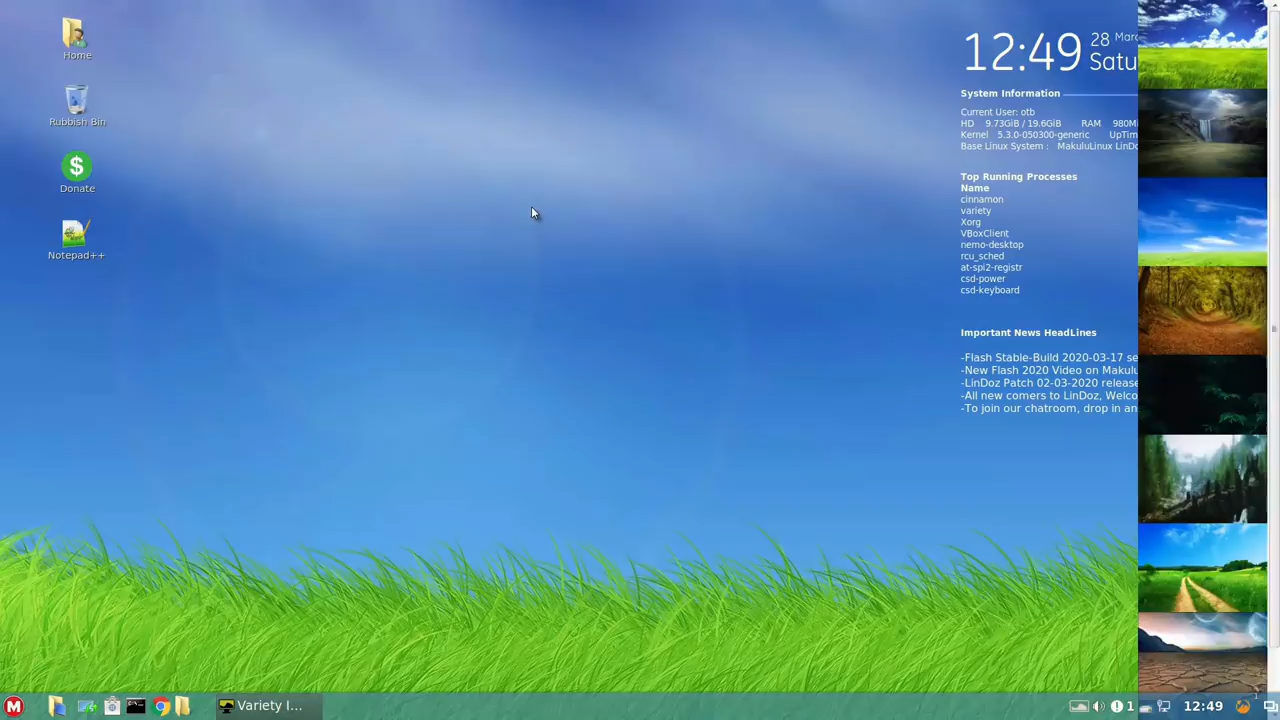 Home
Rubbish Bin
Donate
Notepad++
12:49
28
Satu
System Information
Current User: otb
HD 9.73GiB / 19.6GiB RAM 980M
Kernel 5.3.0-050300-generic UpTim
Base Linux System : MakuluLinux LinDo
Top Running Processes
Name
cinnamon
variety
Xorg
VBoxClient
nemo-desktop
rcu_sched
at-spi2-registr
csd-power
csd-keyboard
Important News HeadLines
-Flash Stable-Build 2020-03-17 se
-New Flash 2020 Video on Makulu
-LinDoz Patch 02-03-2020 release
-All new comers to LinDoz, Welco
-To join our chatroom, drop in an
M
Variety I...
1
12:49